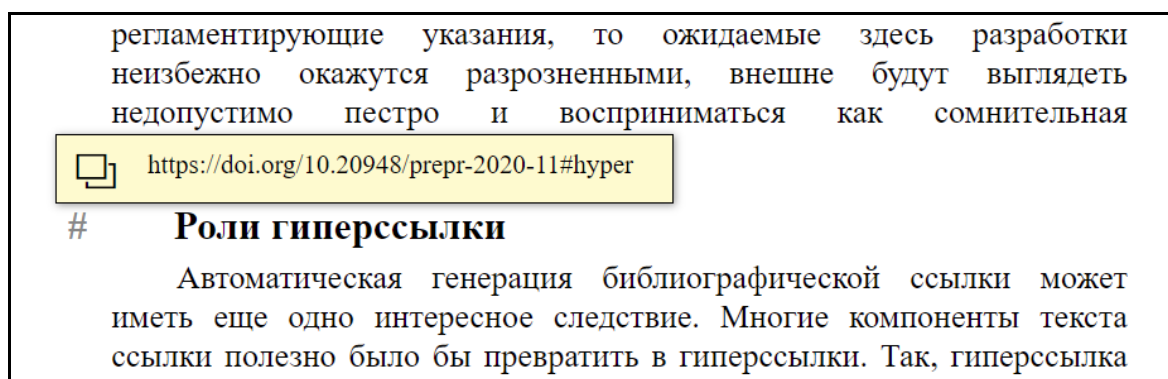 регламентирующие указания, то ожидаемые здесь разработки
неизбежно окажутся разрозненными, внешне будут выглядеть
недопустимо пестро и восприниматься как сомнительная
https://doi.org/10.20948/prepr-2020-11#hyper
# Роли гиперссылки
Автоматическая генерация библиографической ссылки может
иметь еще одно интересное следствие. Многие компоненты текста
ссылки полезно было бы превратить в гиперссылки. Так, гиперссылка